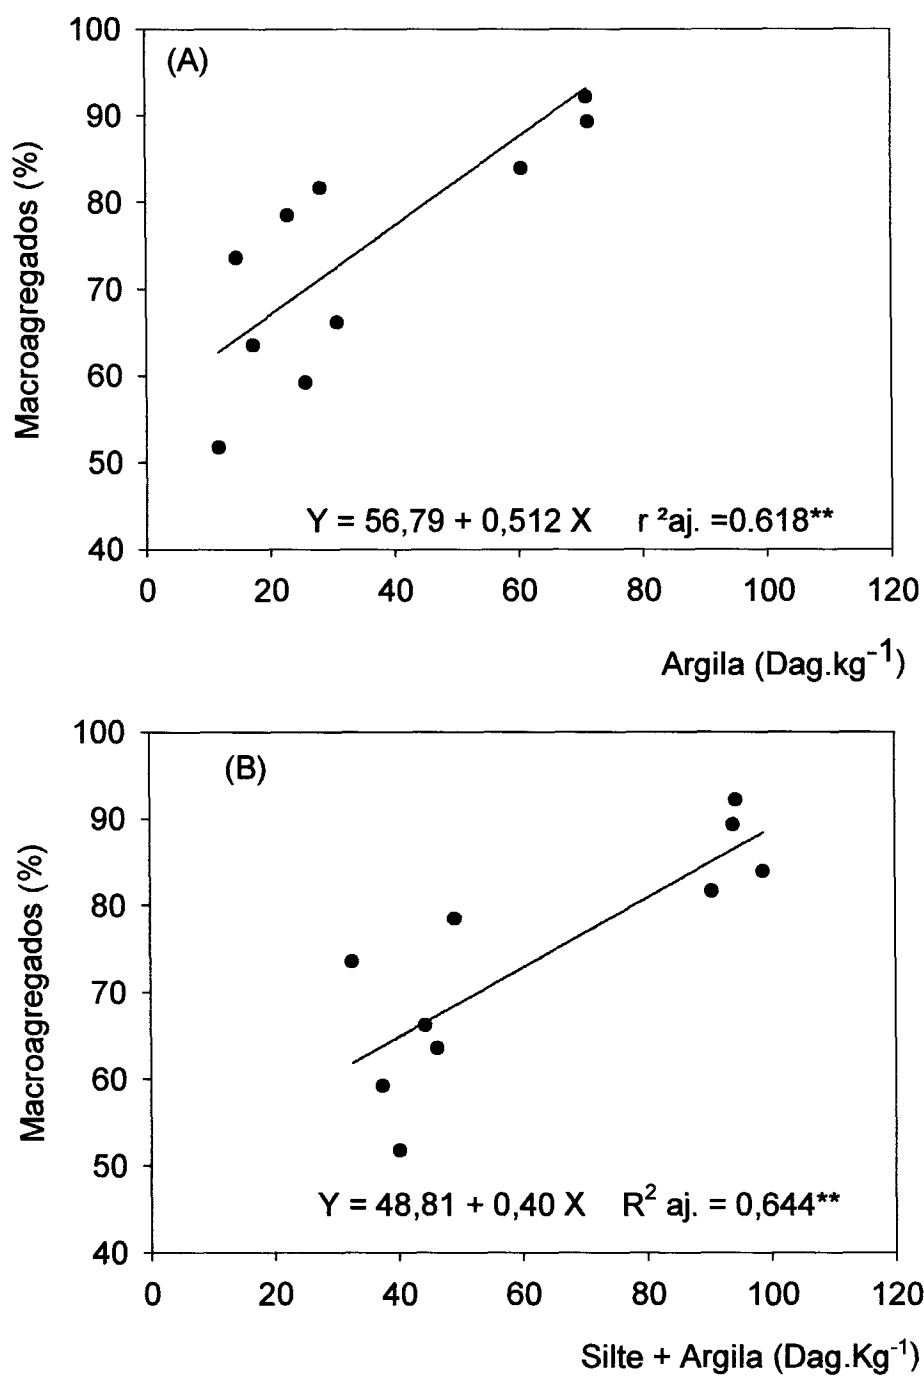 100
(A)
90
80
70
60
50
40
Macroagregados (%)
Y = 56,79 + 0,512 X r ²aj. =0.618**
0 20 40 60 80 100 120
Argila (Dag.kg⁻¹)
100
(B)
90
80
70
60
50
40
Macroagregados (%)
Y = 48,81 + 0,40 X R² aj. = 0,644**
0 20 40 60 80 100 120
Silte + Argila (Dag.Kg⁻¹)